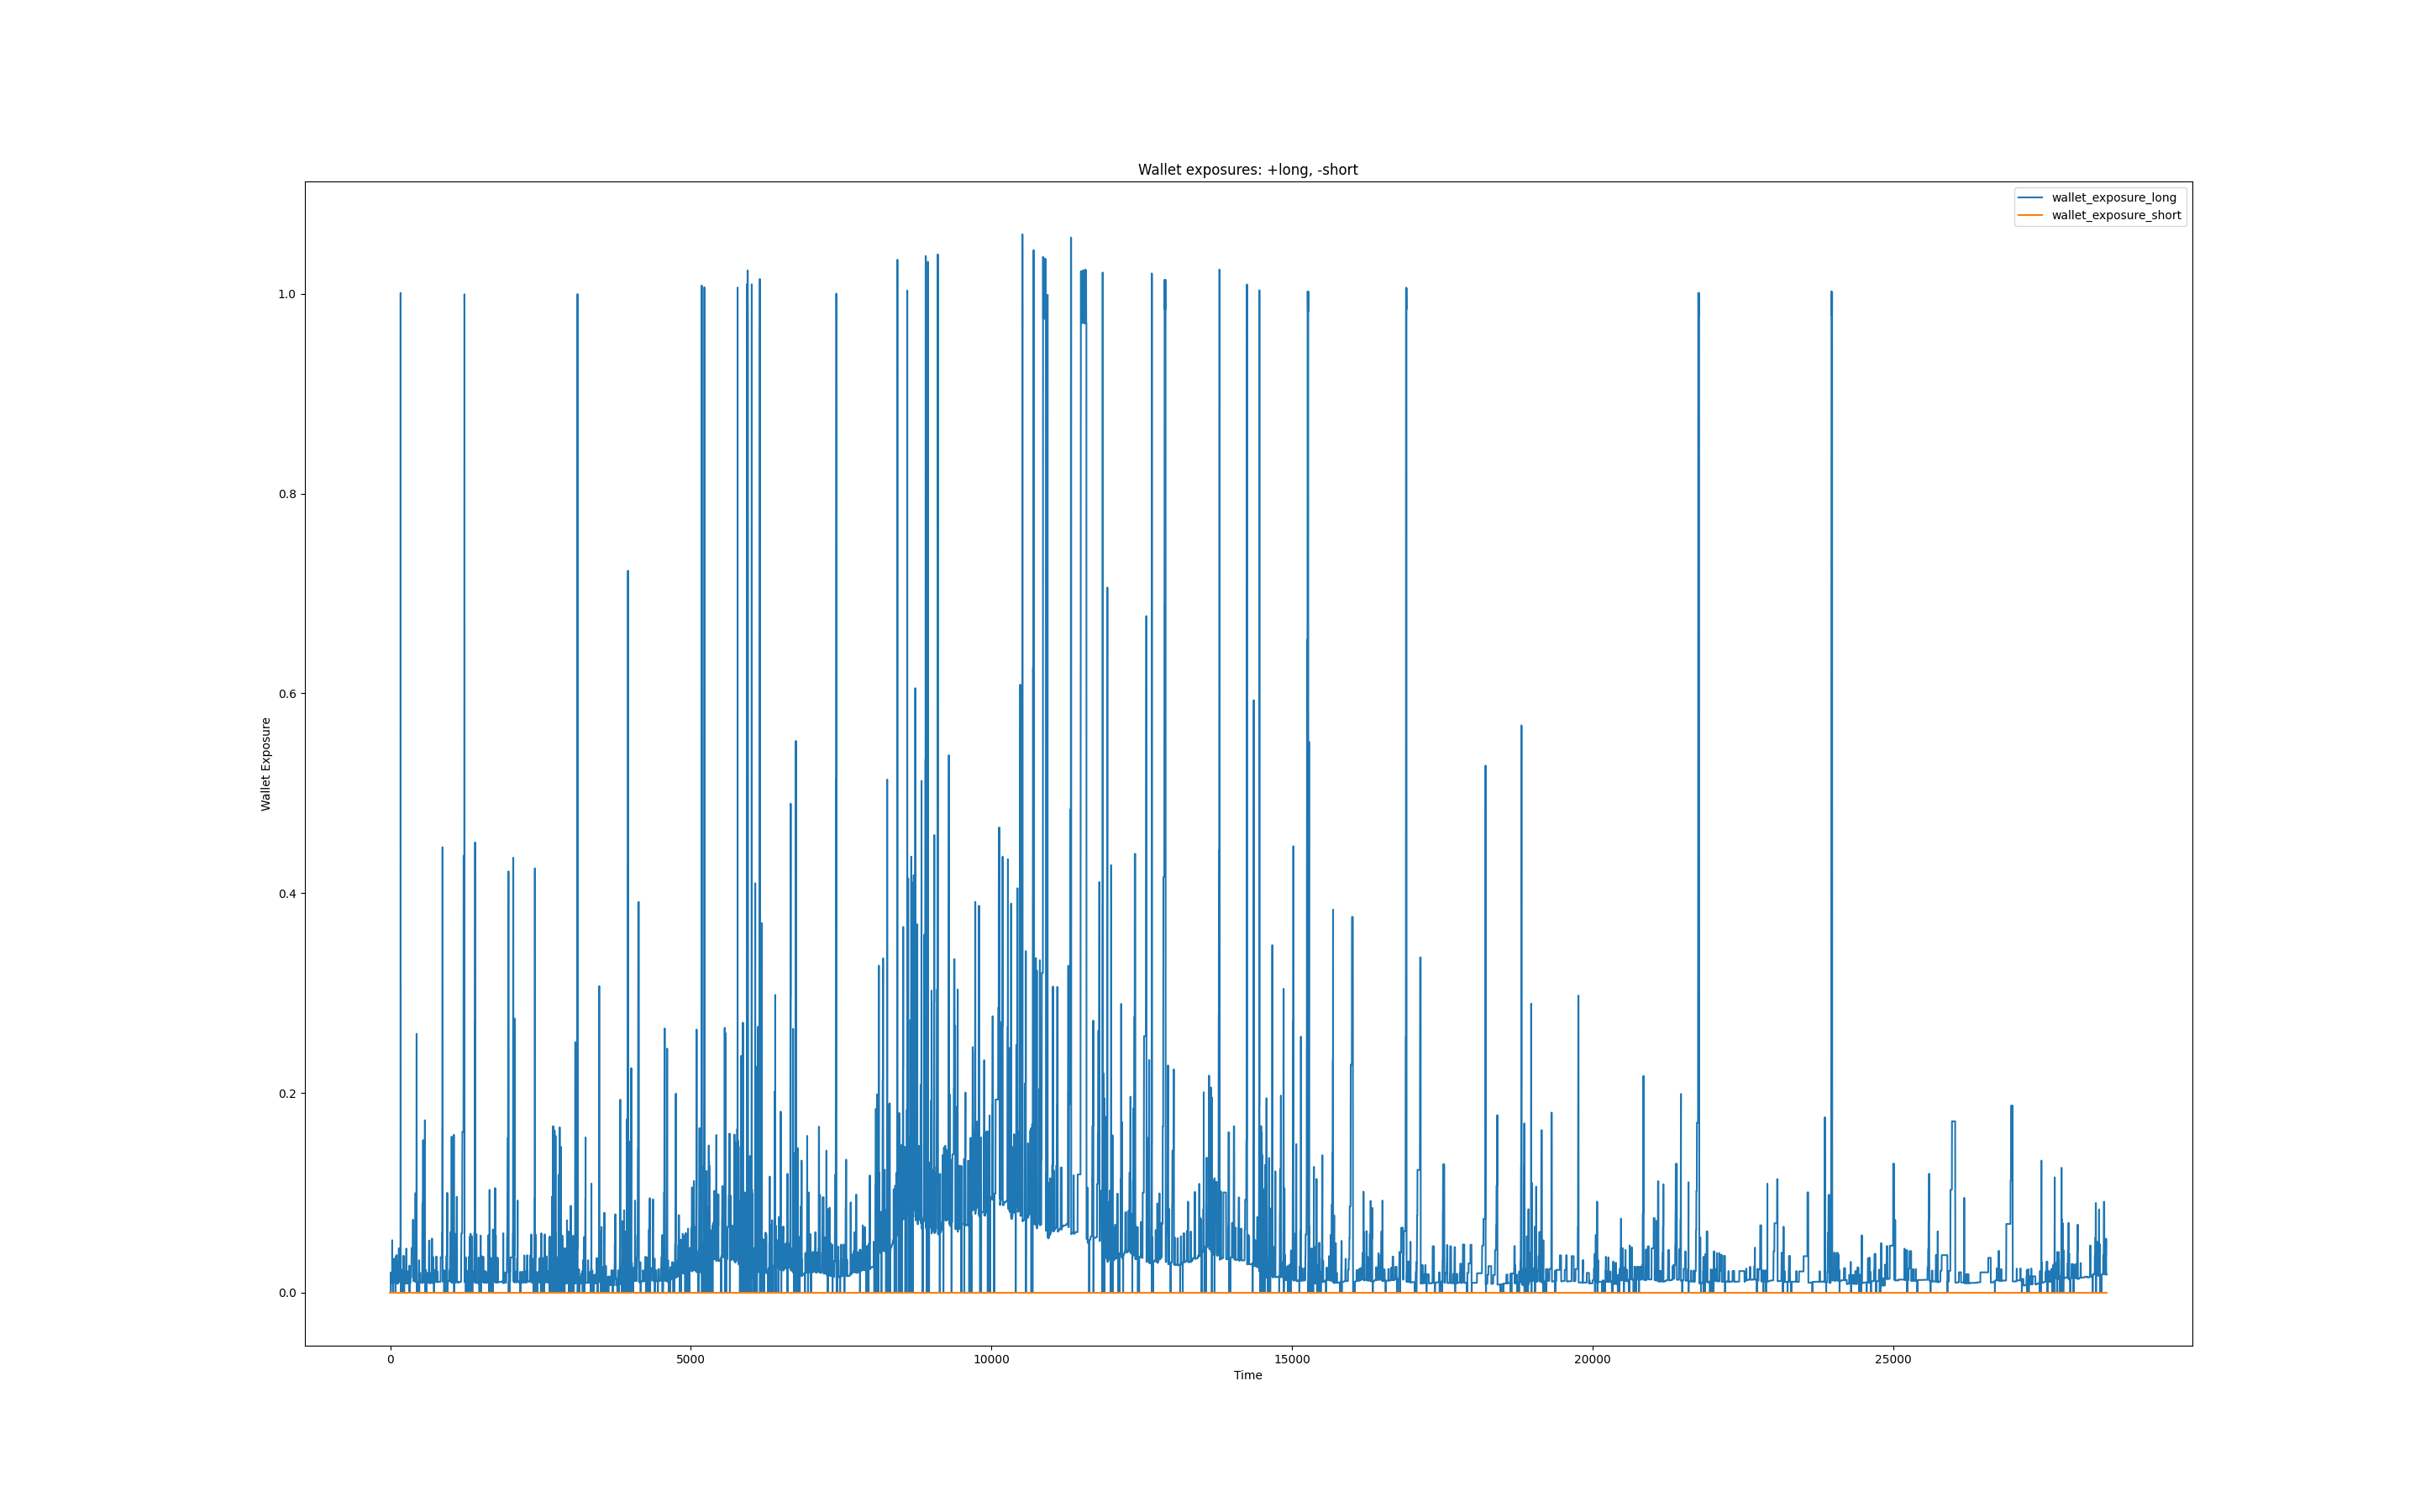 Wallet exposures: +long, -short
wallet_exposure_long
wallet_exposure_short
1.0
0.8
0.6
0.4
0.2
0.0
Wallet Exposure
0 5000 10000 15000 20000 25000
Time